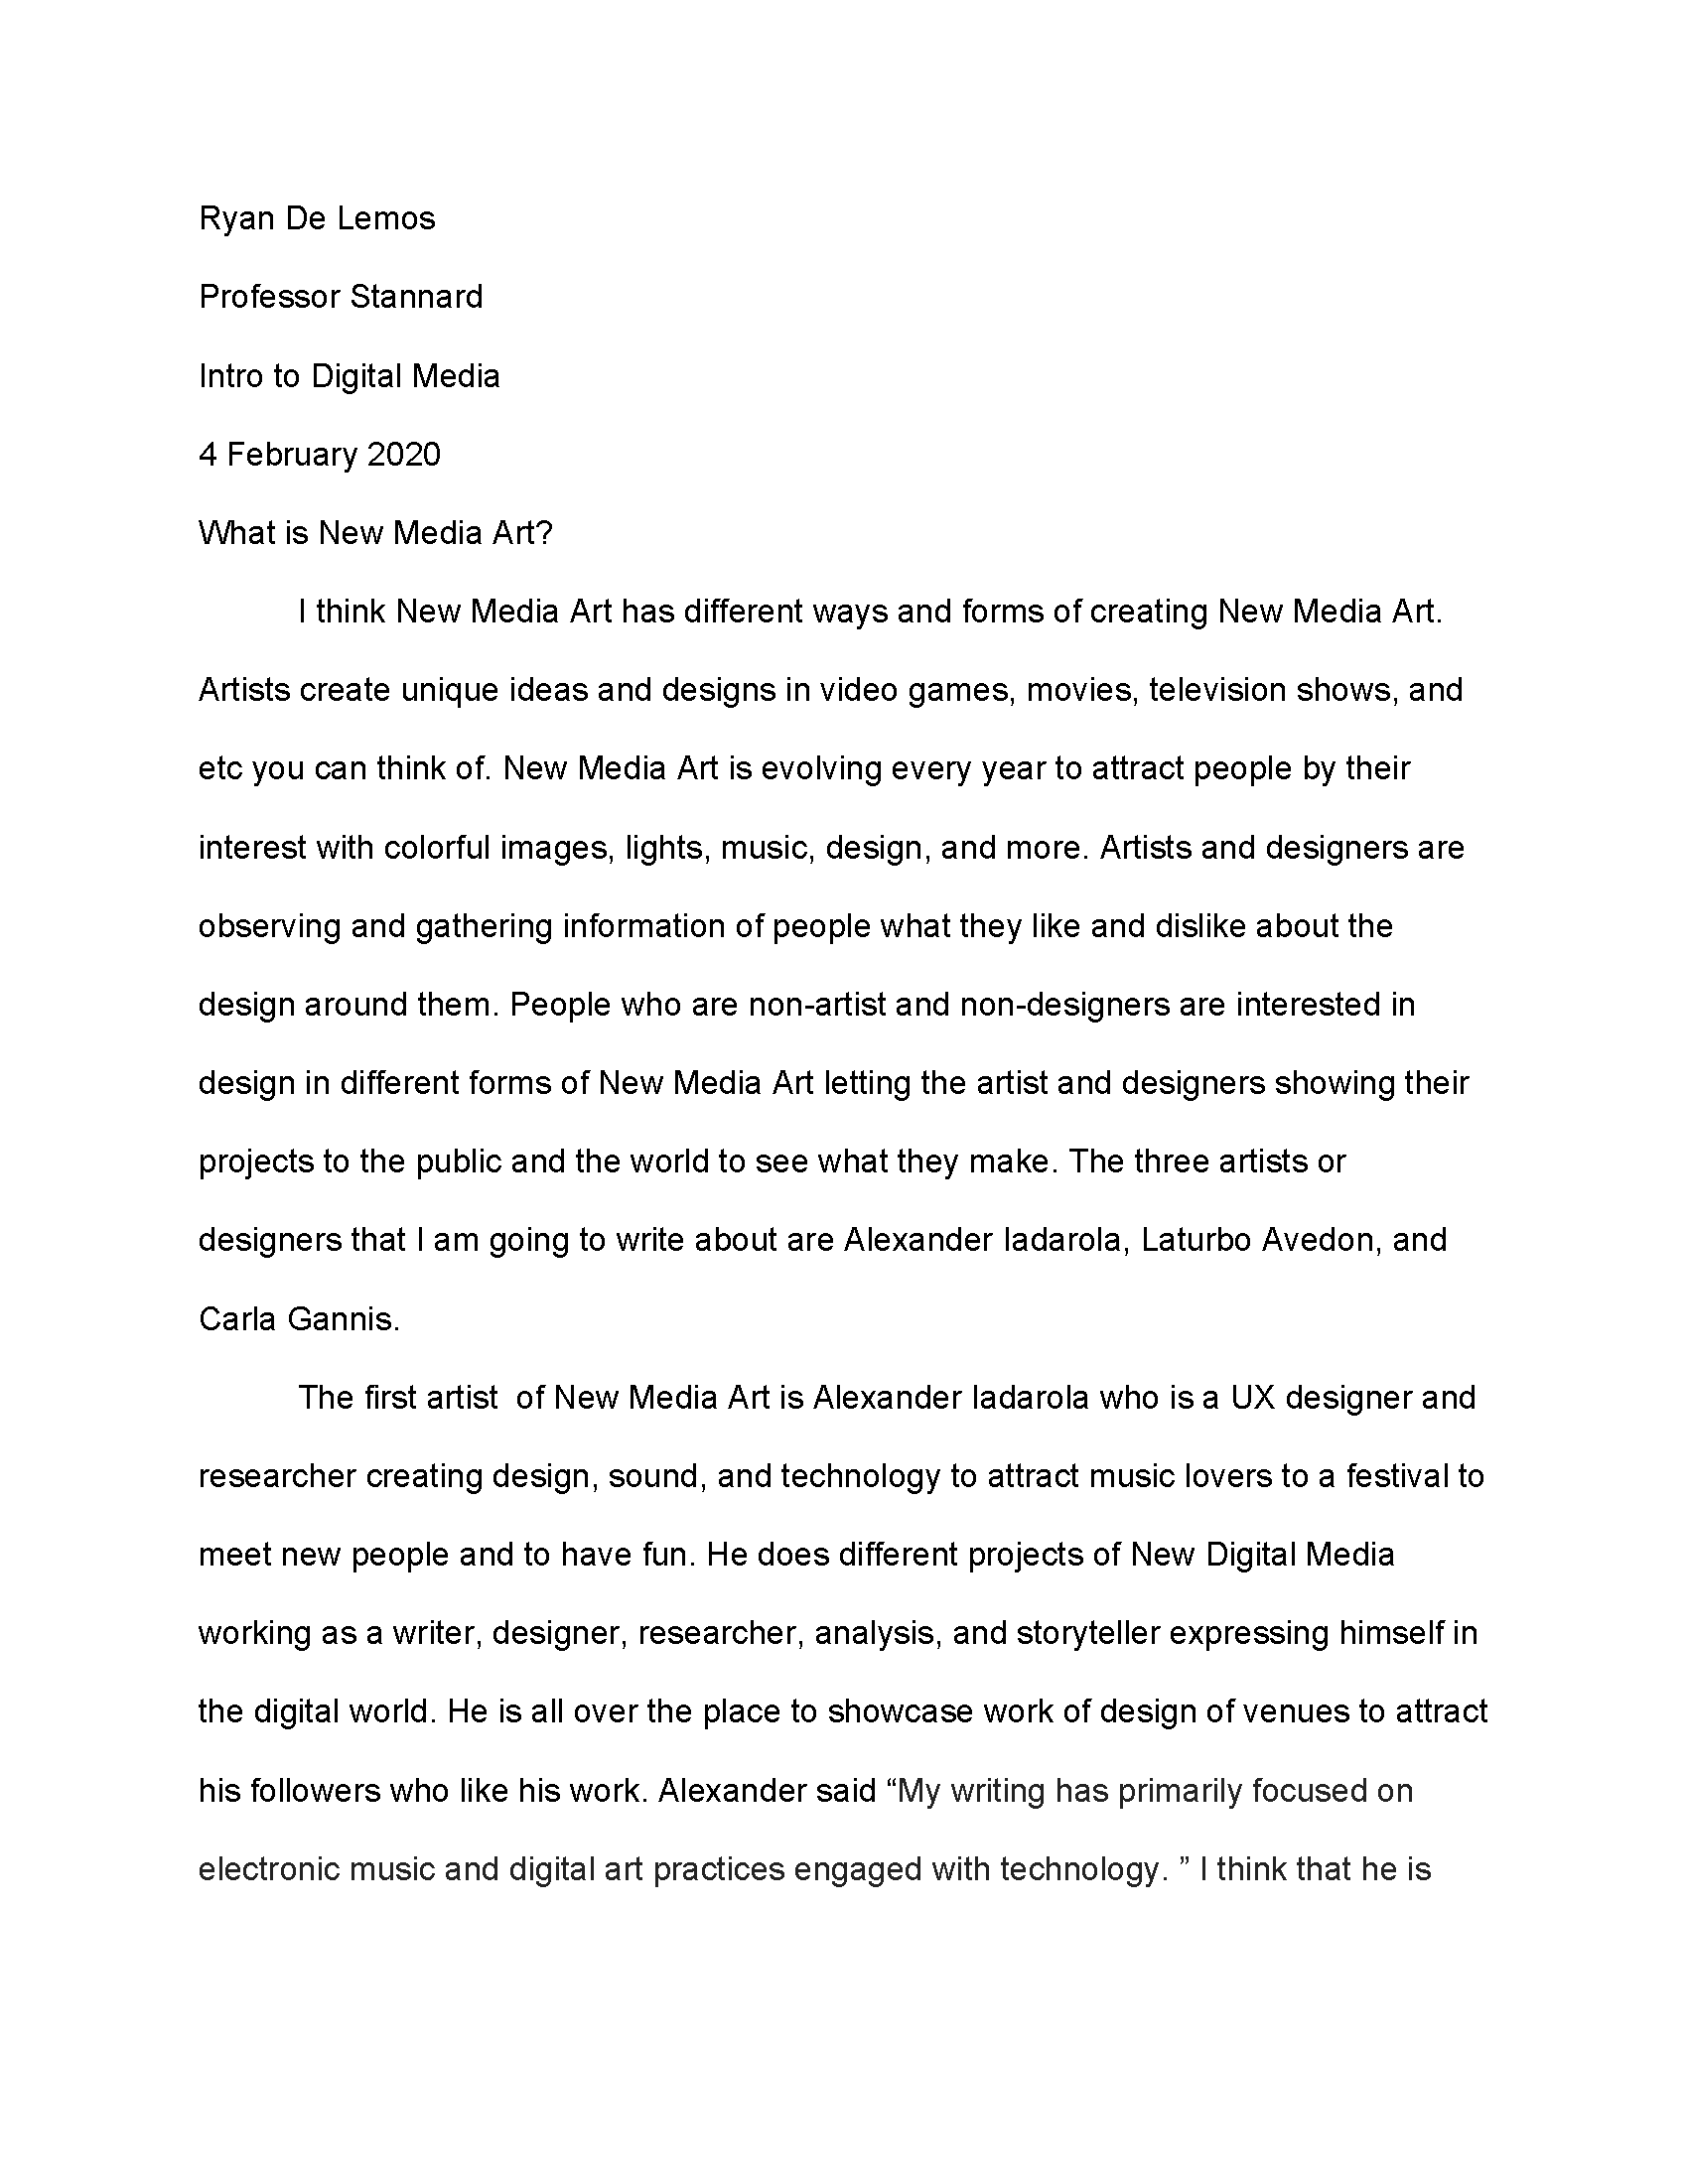 Ryan De Lemos
Professor Stannard
Intro to Digital Media
4 February 2020
What is New Media Art?
I think New Media Art has different ways and forms of creating New Media Art.
Artists create unique ideas and designs in video games, movies, television shows, and
etc you can think of. New Media Art is evolving every year to attract people by their
interest with colorful images, lights, music, design, and more. Artists and designers are
observing and gathering information of people what they like and dislike about the
design around them. People who are non-artist and non-designers are interested in
design in different forms of New Media Art letting the artist and designers showing their
projects to the public and the world to see what they make. The three artists or
designers that I am going to write about are Alexander Iadarola, Laturbo Avedon, and
Carla Gannis.
The first artist  of New Media Art is Alexander Iadarola who is a UX designer and
researcher creating design, sound, and technology to attract music lovers to a festival to
meet new people and to have fun. He does different projects of New Digital Media
working as a writer, designer, researcher, analysis, and storyteller expressing himself in
the digital world. He is all over the place to showcase work of design of venues to attract
his followers who like his work. Alexander said “My writing has primarily focused on
electronic music and digital art practices engaged with technology. ” I think that he is